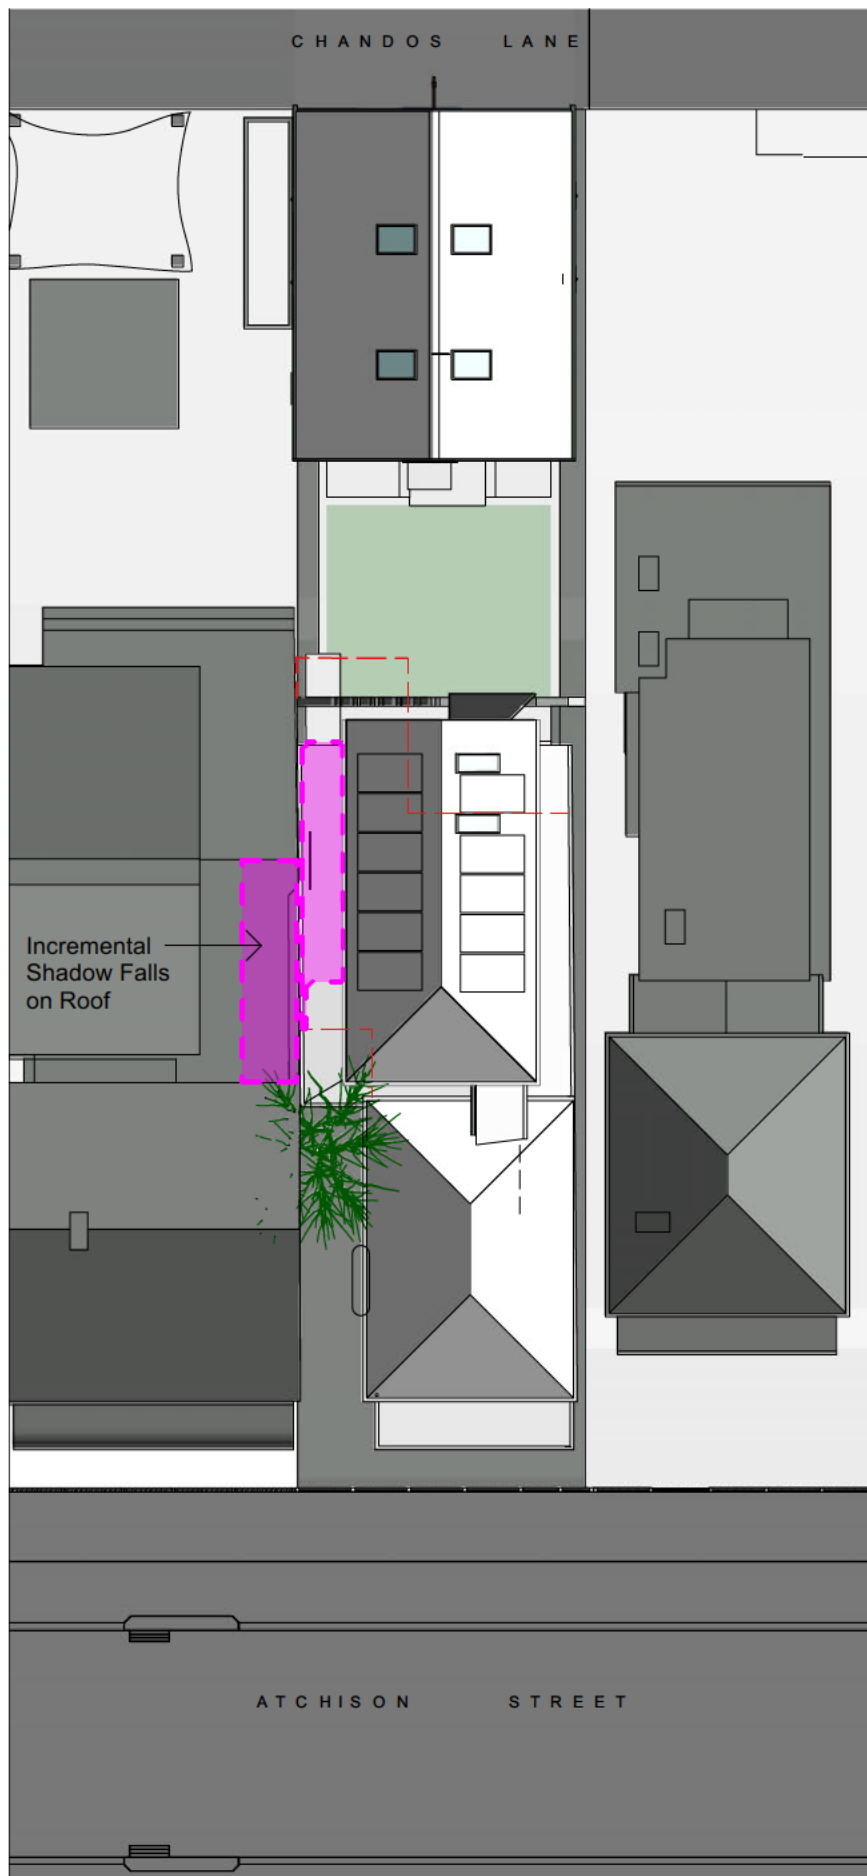 CHANDOS LANE
Incremental
Shadow Falls
on Roof
ATCHISON STREET